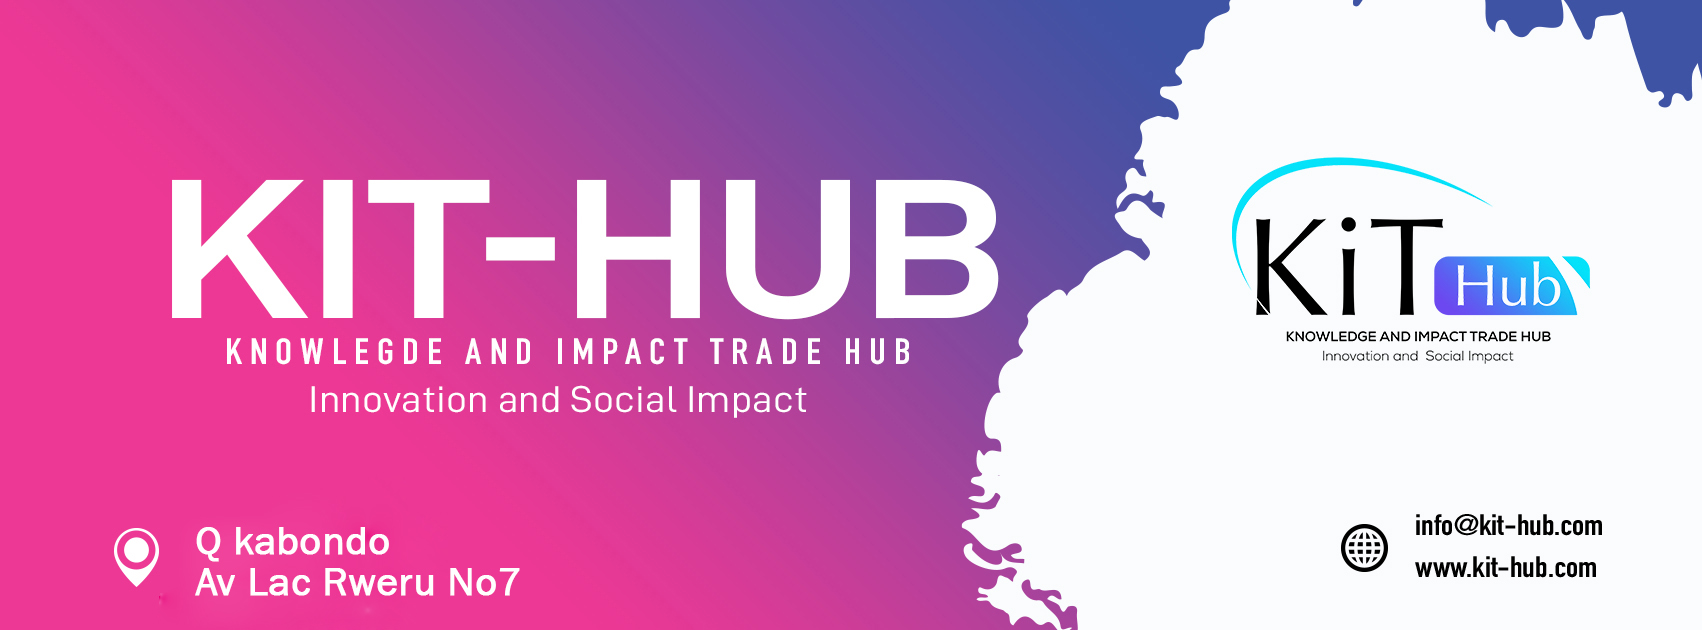 KIT-HUB
KNOWLEGDE AND IMPACT TRADE HUB
Innovation and Social Impact
Q kabondo
Av Lac Rweru No7
KiT Hub
KNOWLEDGE AND IMPACT TRADE HUB
Innovation and Social Impact
info@kit-hub.com
www.kit-hub.com